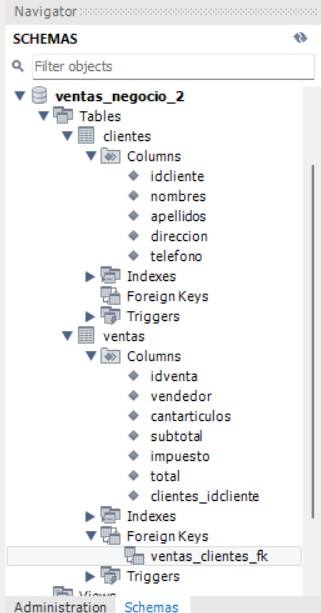 Navigator
SCHEMAS
Filter objects
ventas_negocio_2
Tables
clientes
Columns
idcliente
nombres
apellidos
direccion
telefono
Indexes
Foreign Keys
Triggers
ventas
Columns
idventa
vendedor
cantarticulos
subtotal
impuesto
total
clientes_idcliente
Indexes
Foreign Keys
ventas_clientes_fk
Triggers
Views
Administration Schemas